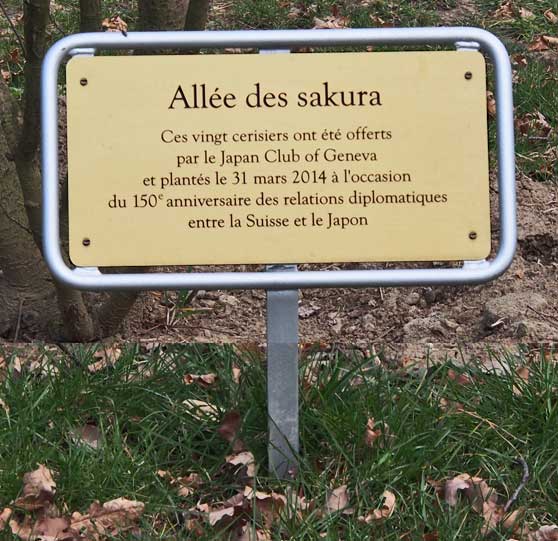 Allée des sakura
Ces vingt cerisiers ont été offerts
par le Japan Club of Geneva
et plantés le 31 mars 2014 à l'occasion
du 150e anniversaire des relations diplomatiques
entre la Suisse et le Japon